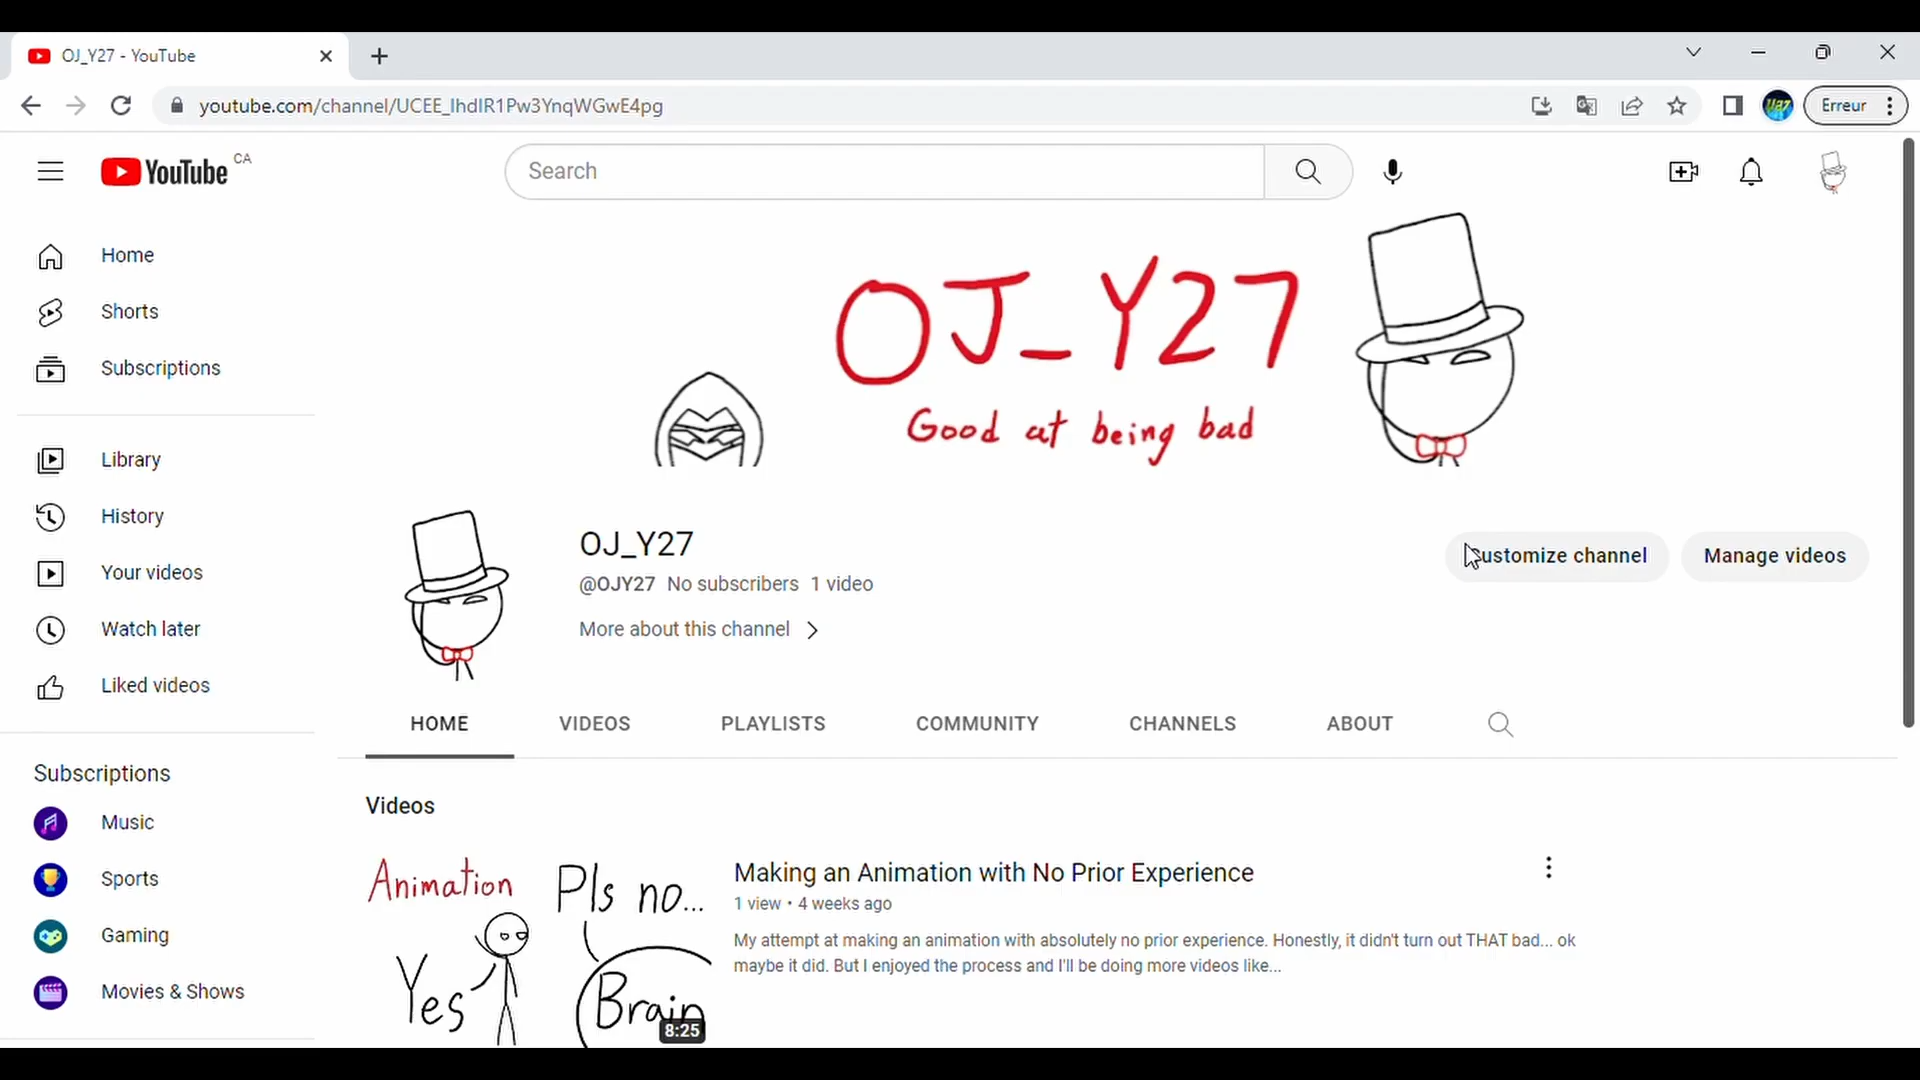 OJ_Y27 - YouTube
youtube.com/channel/UCEE_IhdIR1Pw3YnqWGwE4pg
Erreur
YouTube CA
Search
Home
Shorts
Subscriptions
Library
History
Your videos
Watch later
Liked videos
Subscriptions
Music
Sports
Gaming
Movies & Shows
OJ_Y27
Good at being bad
OJ_Y27
@OJY27 No subscribers 1 video
More about this channel
Customize channel
Manage videos
HOME VIDEOS PLAYLISTS COMMUNITY CHANNELS ABOUT
Videos
Animation
Pls no...
Yes
Brain
8:25
Making an Animation with No Prior Experience
1 view • 4 weeks ago
My attempt at making an animation with absolutely no prior experience. Honestly, it didn't turn out THAT bad... ok
maybe it did. But I enjoyed the process and I'll be doing more videos like...